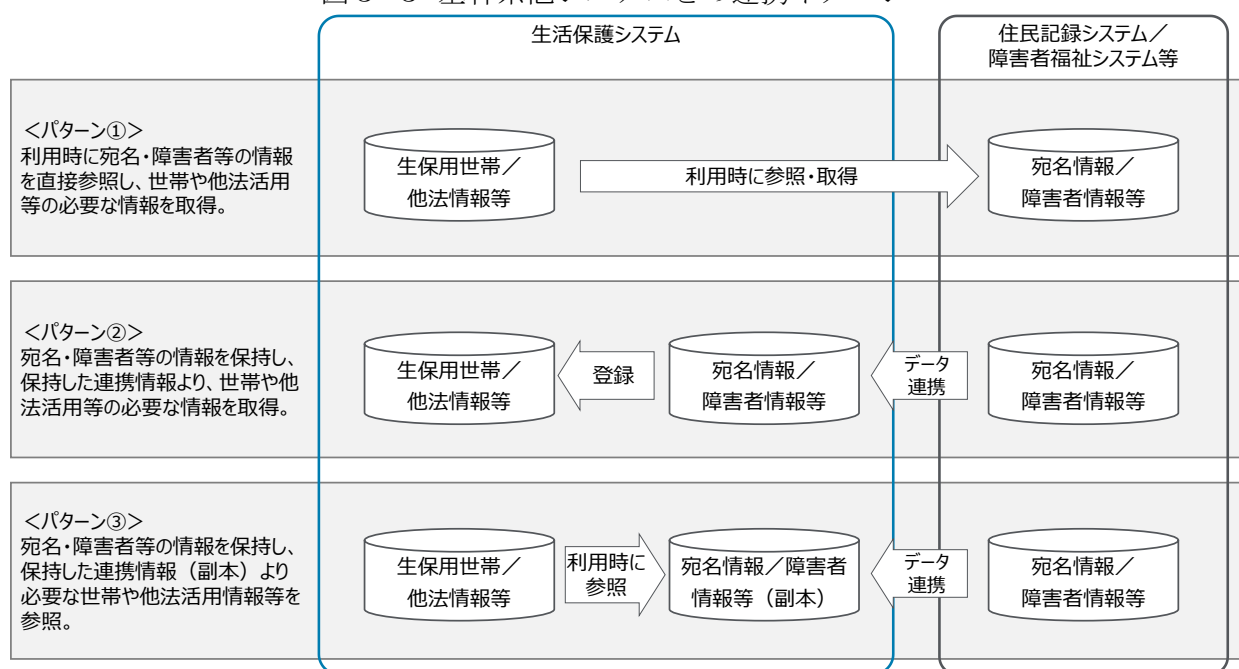 生活保護システム
住民記録システム／
障害者福祉システム等
＜パターン①＞
利用時に宛名・障害者等の情報
を直接参照し、世帯や他法活用
等の必要な情報を取得。
生保用世帯／
他法情報等
利用時に参照・取得
宛名情報／
障害者情報等
＜パターン②＞
宛名・障害者等の情報を保持し、
保持した連携情報より、世帯や他
法活用等の必要な情報を取得。
生保用世帯／
他法情報等
登録
宛名情報／
障害者情報等
データ
連携
宛名情報／
障害者情報等
＜パターン③＞
宛名・障害者等の情報を保持し、
保持した連携情報（副本）より
必要な世帯や他法活用情報等を
参照。
生保用世帯／
他法情報等
利用時に
参照
宛名情報／障害者
情報等（副本）
データ
連携
宛名情報／
障害者情報等